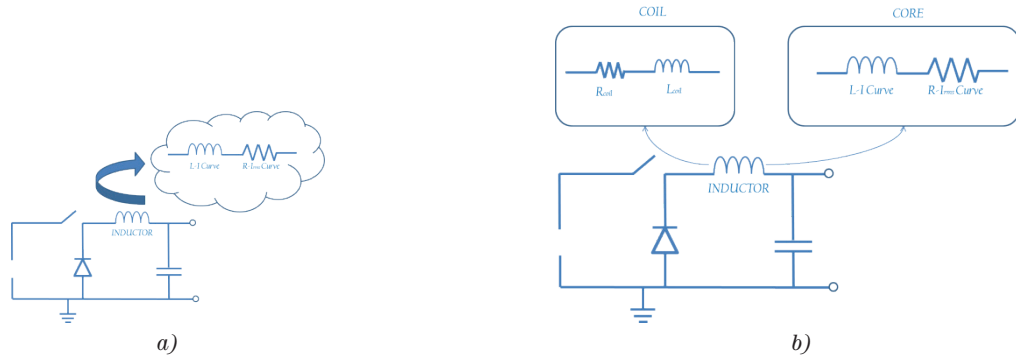 COIL
CORE
Rcoil
Lcoil
L-I Curve
R-Irms Curve
L-I Curve
R-Irms Curve
INDUCTOR
INDUCTOR
a)
b)